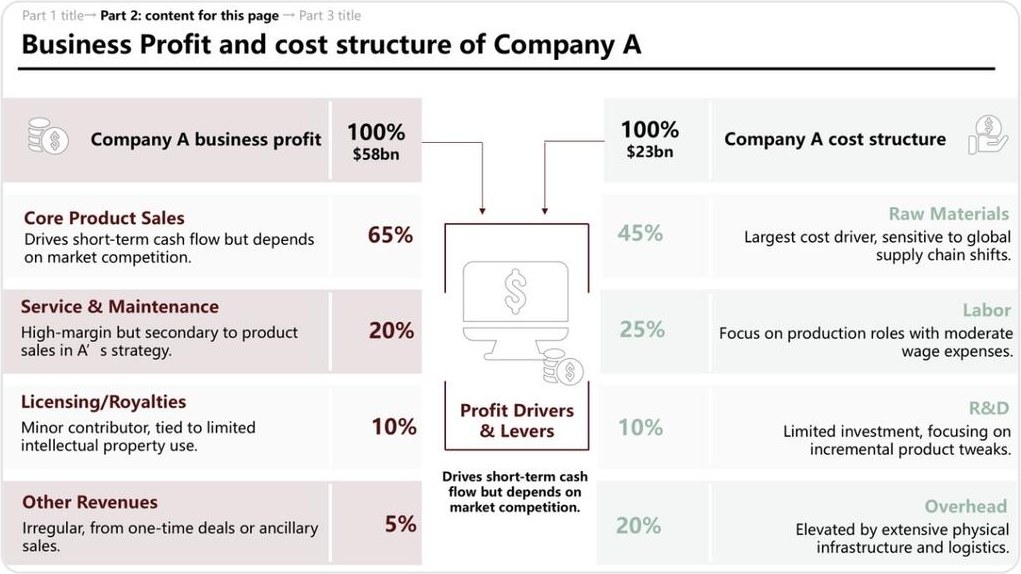 Part 1 title→ Part 2: content for this page → Part 3 title
Business Profit and cost structure of Company A
Company A business profit
100%
$58bn
Core Product Sales
Drives short-term cash flow but depends
on market competition.
65%
Service & Maintenance
High-margin but secondary to product
sales in A’s strategy.
20%
Licensing/Royalties
Minor contributor, tied to limited
intellectual property use.
10%
Other Revenues
Irregular, from one-time deals or ancillary
sales.
5%
$
$
Profit Drivers
& Levers
Drives short-term cash
flow but depends on
market competition.
100%
$23bn
Company A cost structure
45%
Raw Materials
Largest cost driver, sensitive to global
supply chain shifts.
25%
Labor
Focus on production roles with moderate
wage expenses.
10%
R&D
Limited investment, focusing on
incremental product tweaks.
20%
Overhead
Elevated by extensive physical
infrastructure and logistics.